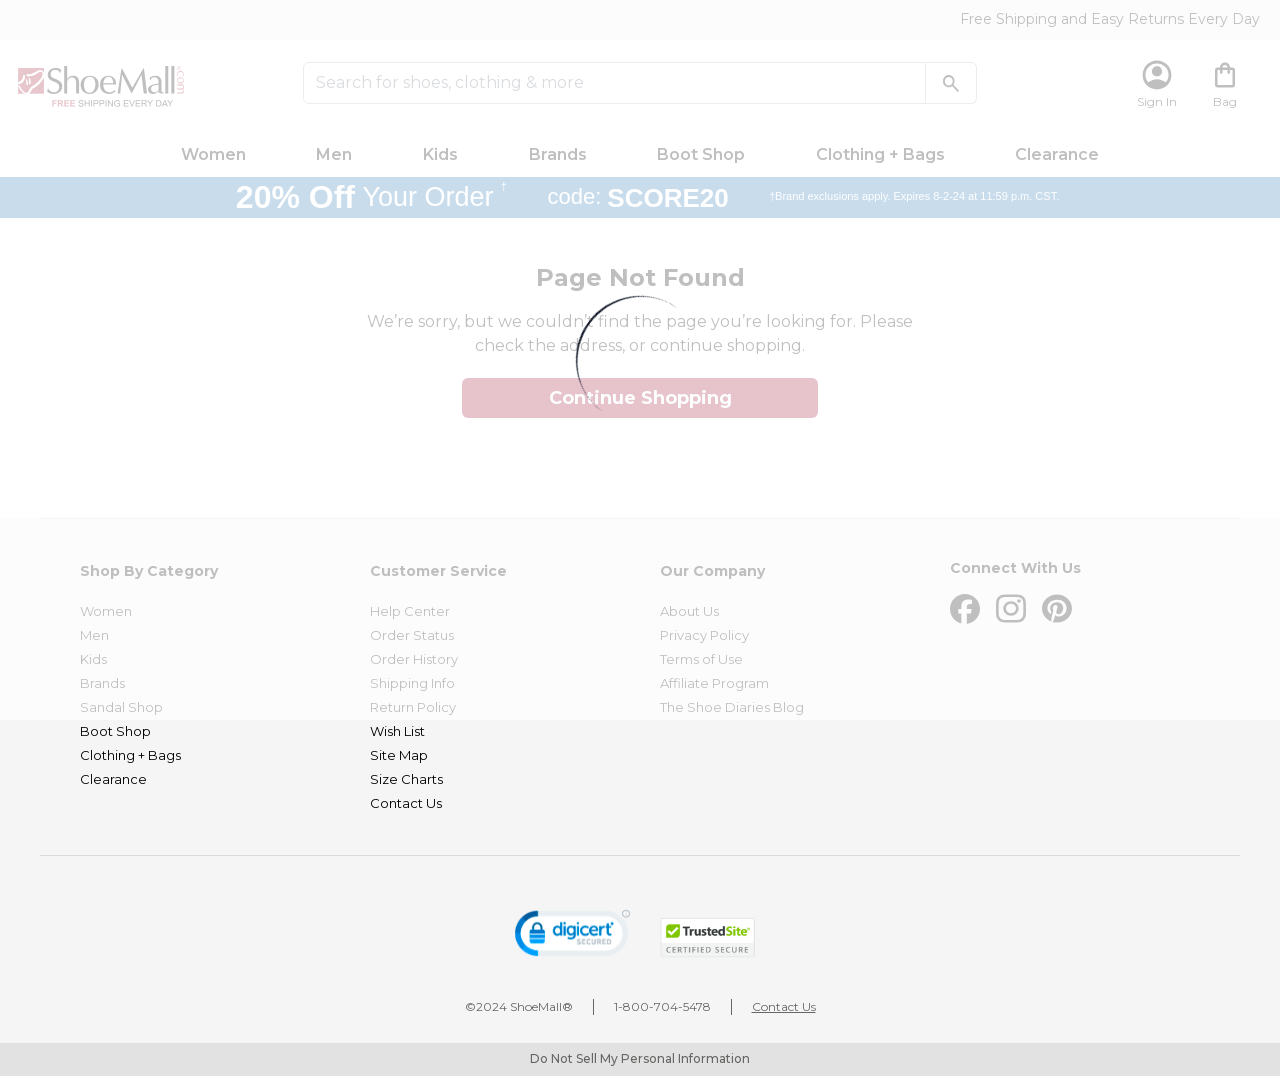 Free Shipping and Easy Returns Every Day
ShoeMall.com
FREE SHIPPING EVERY DAY
Search for shoes, clothing & more
Sign In
Bag
Women Men Kids Brands Boot Shop Clothing + Bags Clearance
20% Off Your Order † code: SCORE20 †Brand exclusions apply. Expires 8-2-24 at 11:59 p.m. CST.
Page Not Found
We’re sorry, but we couldn’t find the page you’re looking for. Please
check the address, or continue shopping.
Continue Shopping
Shop By Category
Women
Men
Kids
Brands
Sandal Shop
Boot Shop
Clothing + Bags
Clearance
Customer Service
Help Center
Order Status
Order History
Shipping Info
Return Policy
Wish List
Site Map
Size Charts
Contact Us
Our Company
About Us
Privacy Policy
Terms of Use
Affiliate Program
The Shoe Diaries Blog
Connect With Us
digicert
SECURED
TrustedSite
CERTIFIED SECURE
©2024 ShoeMall® 1-800-704-5478 Contact Us
Do Not Sell My Personal Information